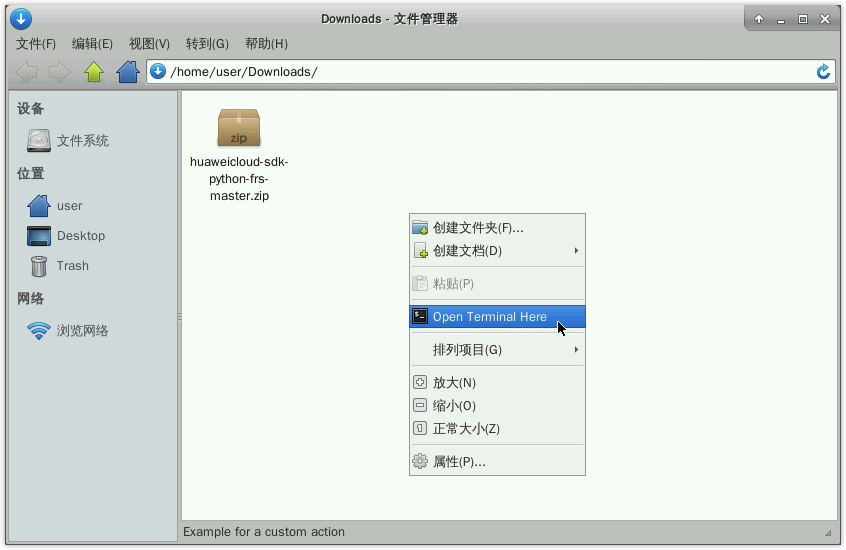 Downloads - 文件管理器
文件(F) 编辑(E) 视图(V) 转到(G) 帮助(H)
/home/user/Downloads/
设备
文件系统
位置
user
Desktop
Trash
网络
浏览网络
zip
huaweicloud-sdk-
python-frs-
master.zip
创建文件夹(F)...
创建文档(D)
粘贴(P)
Open Terminal Here
排列项目(G)
放大(N)
缩小(O)
正常大小(Z)
属性(P)...
Example for a custom action